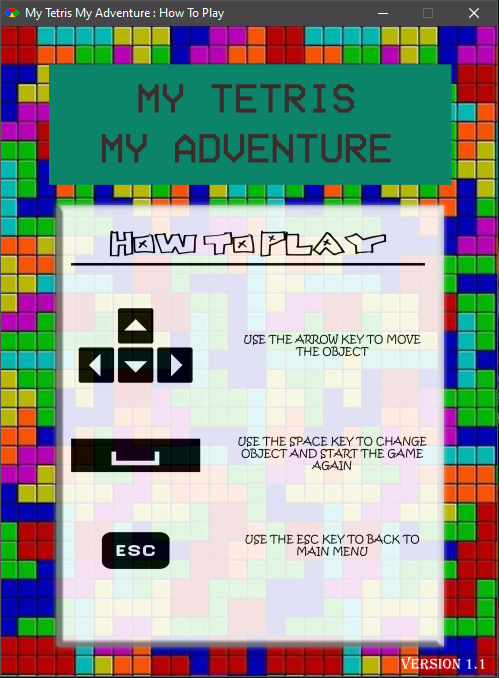 My Tetris My Adventure : How To Play
MY TETRIS
MY ADVENTURE
HOW TO PLAY
USE THE ARROW KEY TO MOVE
THE OBJECT
USE THE SPACE KEY TO CHANGE
OBJECT AND START THE GAME
AGAIN
ESC
USE THE ESC KEY TO BACK TO
MAIN MENU
VERSION 1.1